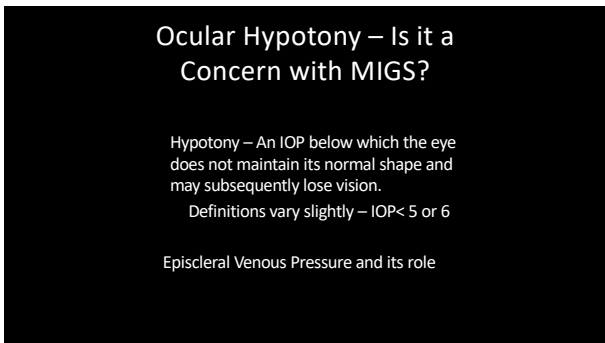 Ocular Hypotony – Is it a
Concern with MIGS?
Hypotony – An IOP below which the eye
does not maintain its normal shape and
may subsequently lose vision.
Definitions vary slightly – IOP< 5 or 6
Episcleral Venous Pressure and its role